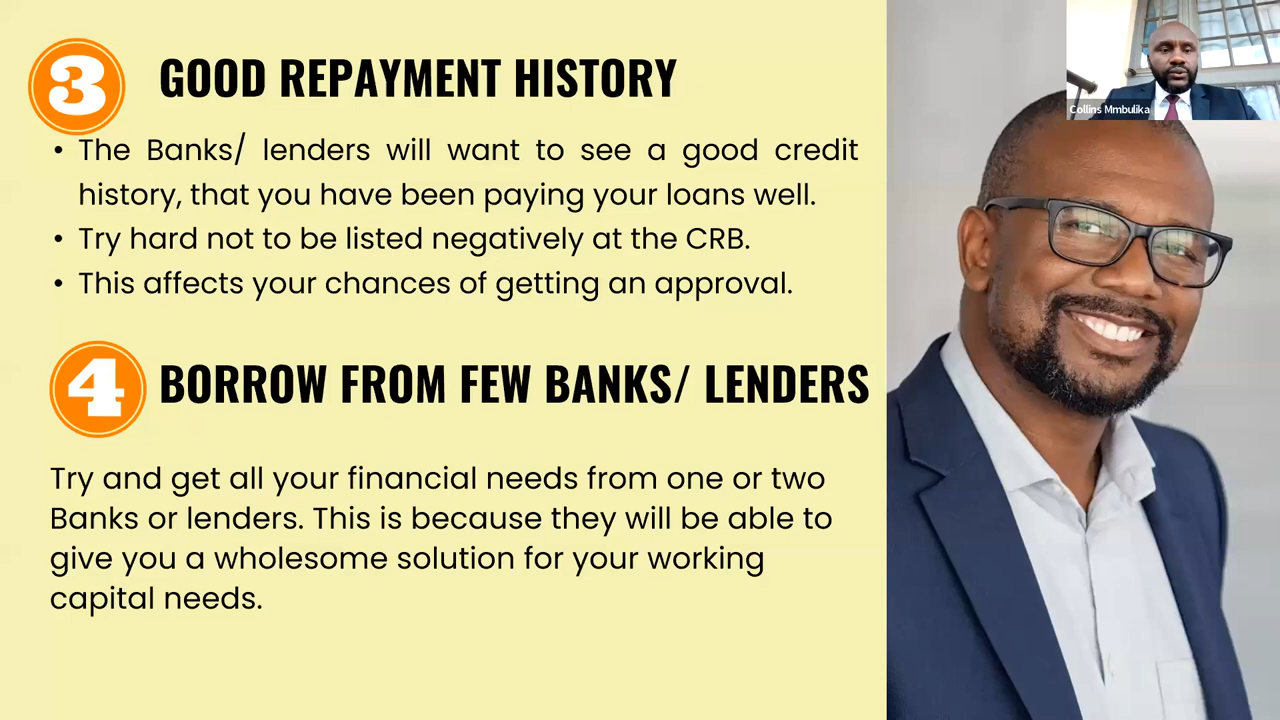 3 GOOD REPAYMENT HISTORY
• The Banks/ lenders will want to see a good credit
history, that you have been paying your loans well.
• Try hard not to be listed negatively at the CRB.
• This affects your chances of getting an approval.
4 BORROW FROM FEW BANKS/ LENDERS
Try and get all your financial needs from one or two
Banks or lenders. This is because they will be able to
give you a wholesome solution for your working
capital needs.
Collins Mmbulika